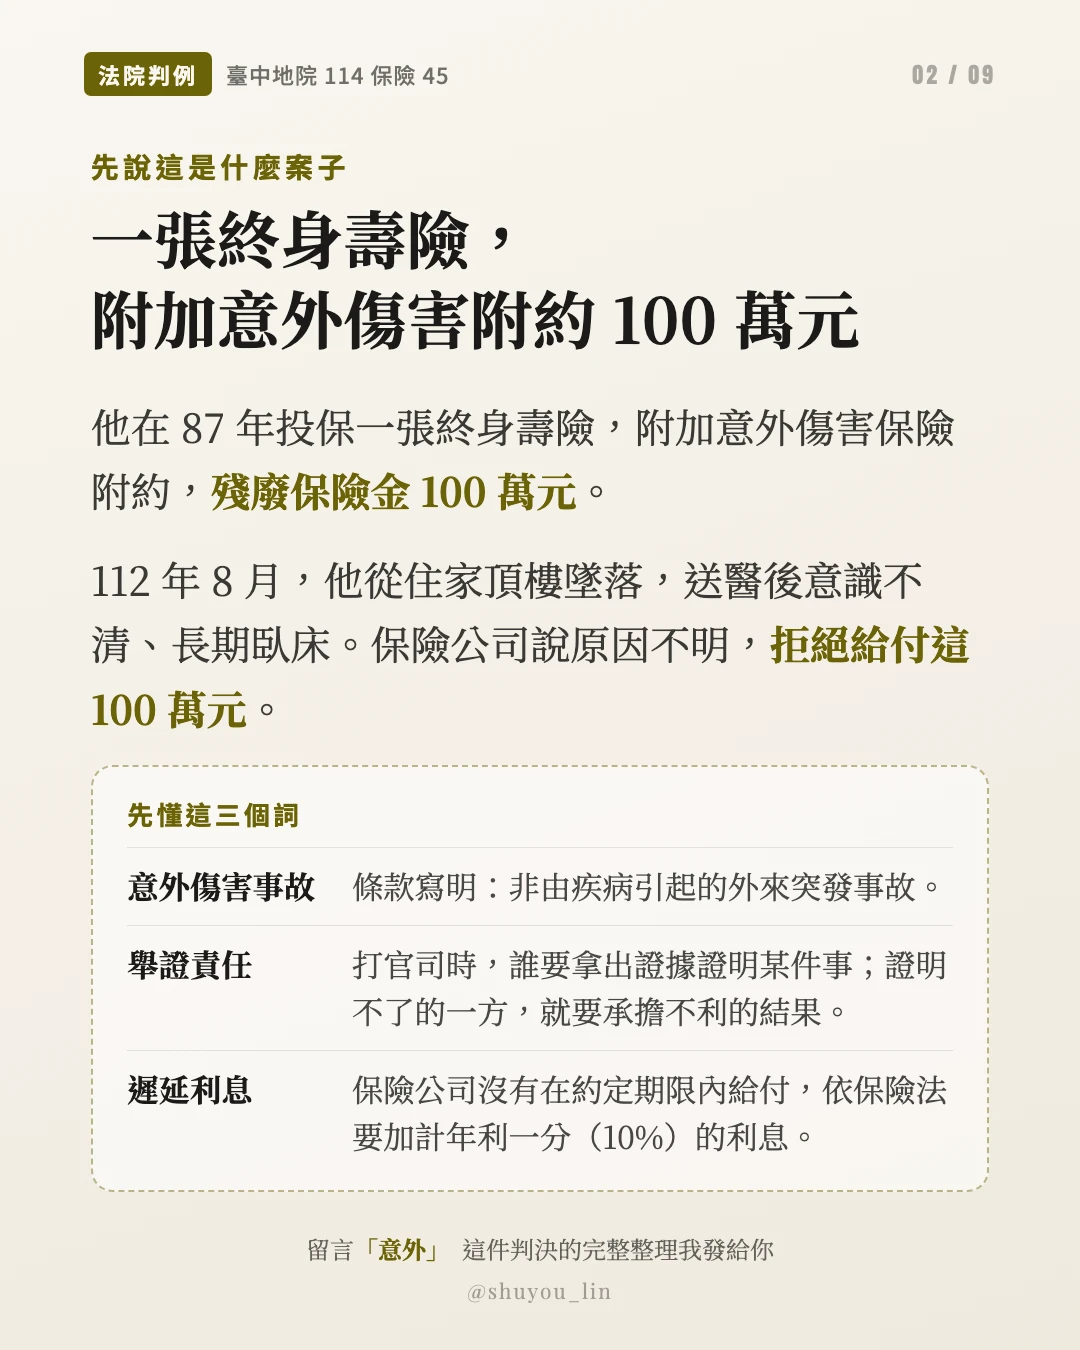 法院判例 臺中地院 114 保險 45
02 / 09
先說這是什麼案子
一張終身壽險，
附加意外傷害附約 100 萬元
他在 87 年投保一張終身壽險，附加意外傷害保險
附約，殘廢保險金 100 萬元。
112 年 8 月，他從住家頂樓墜落，送醫後意識不
清、長期臥床。保險公司說原因不明，拒絕給付這
100 萬元。
先懂這三個詞
意外傷害事故 條款寫明：非由疾病引起的外來突發事故。
舉證責任 打官司時，誰要拿出證據證明某件事；證明
不了的一方，就要承擔不利的結果。
遲延利息 保險公司沒有在約定期限內給付，依保險法
要加計年利一分（10%）的利息。
留言「意外」 這件判決的完整整理我發給你
@shuyou_lin